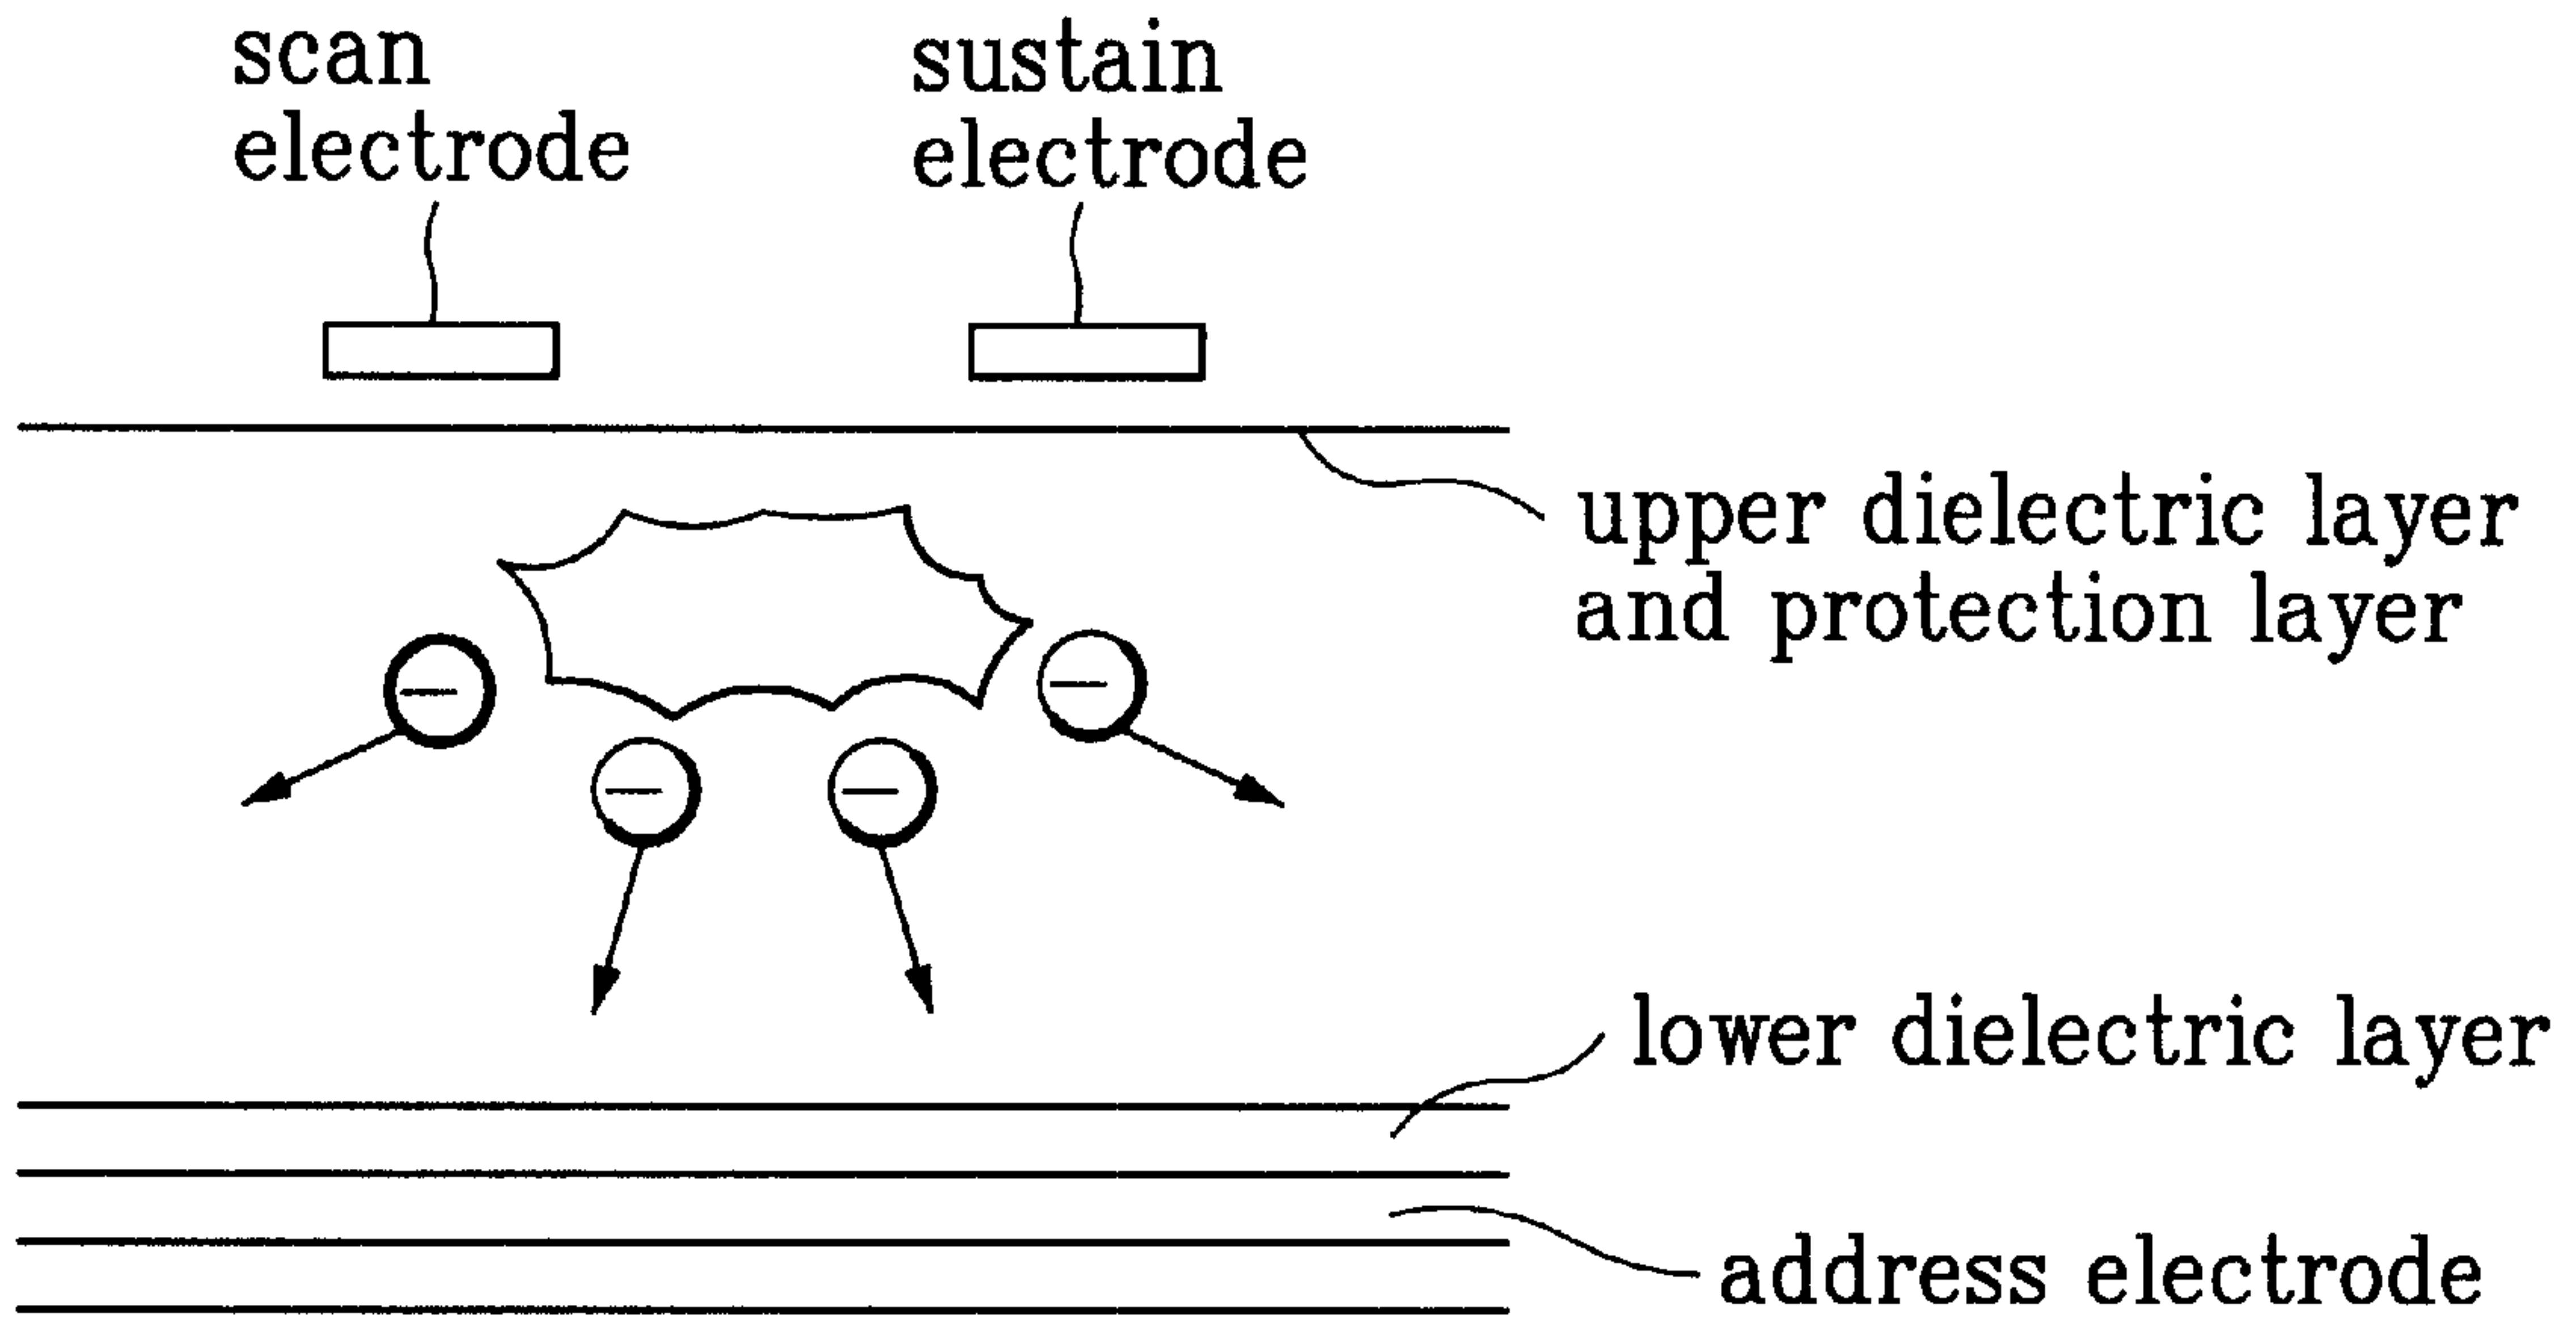 scan
electrode
sustain
electrode
upper dielectric layer
and protection layer
lower dielectric layer
address electrode